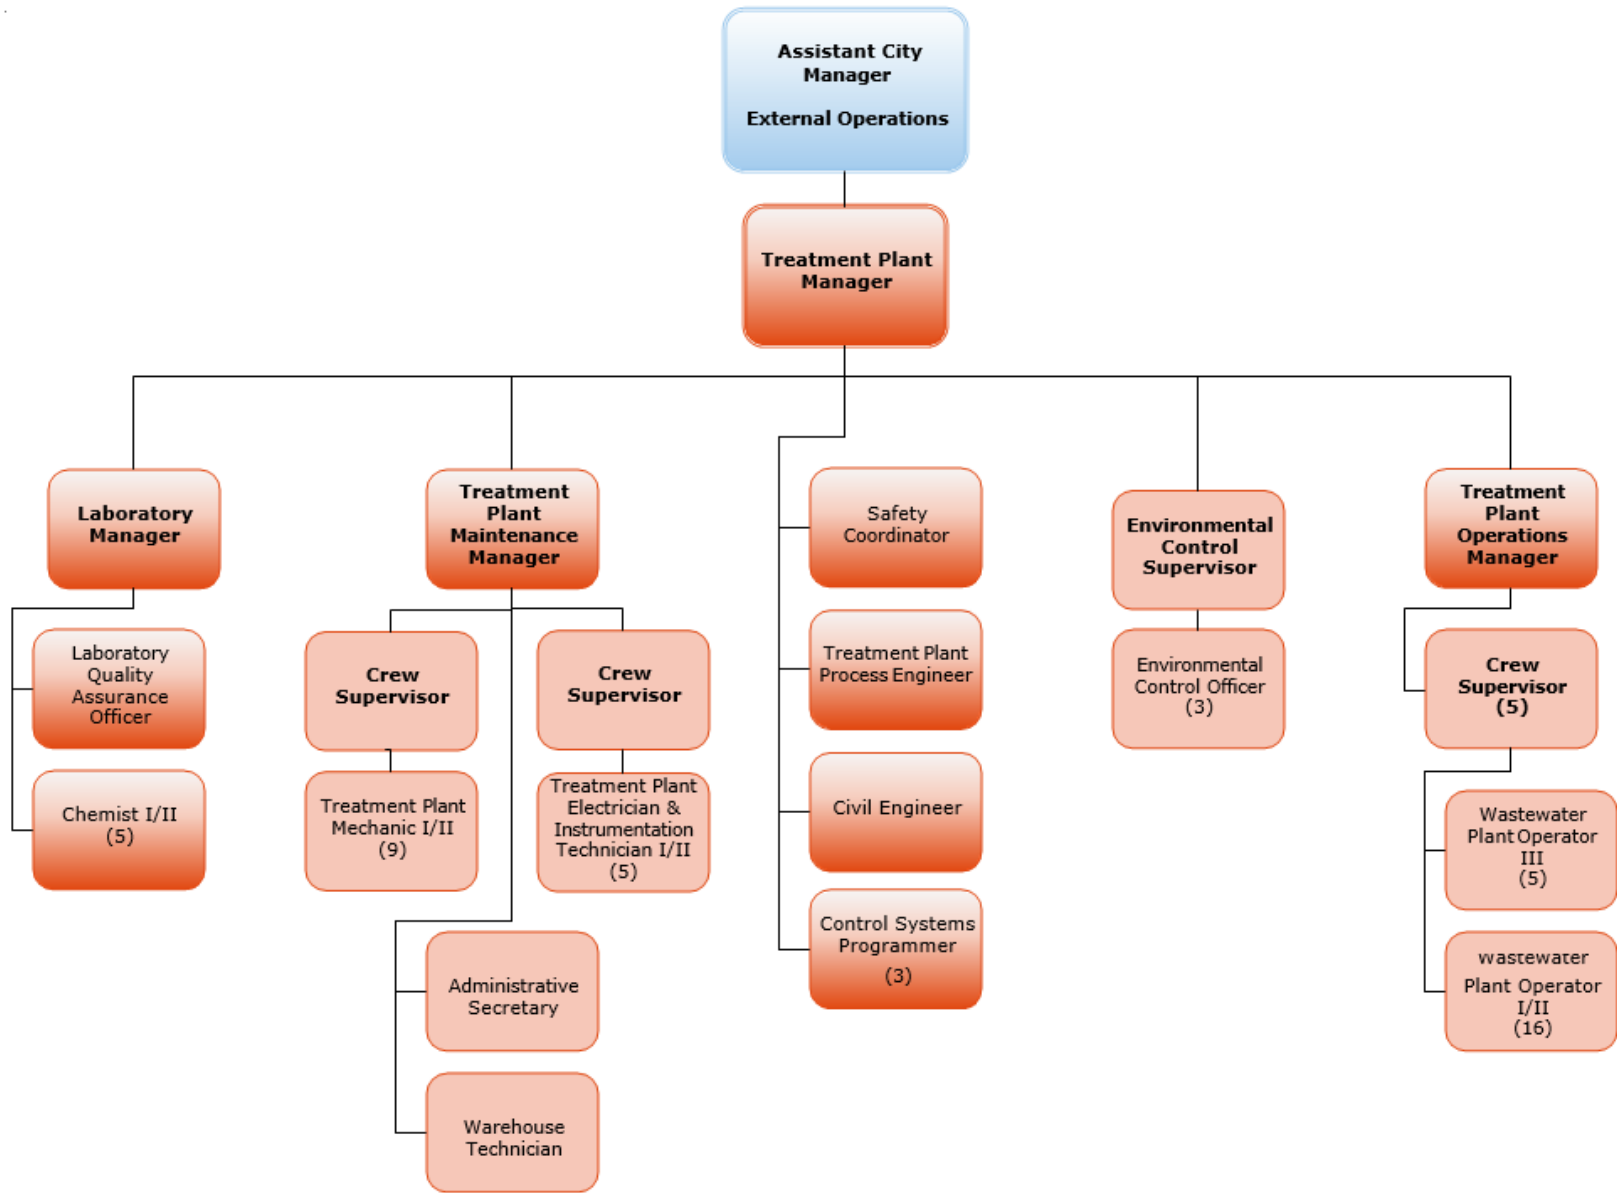 Assistant City
Manager
External Operations
Treatment Plant
Manager
Laboratory
Manager
Laboratory
Quality
Assurance
Officer
Chemist I/II
(5)
Treatment
Plant
Maintenance
Manager
Crew
Supervisor
Treatment Plant
Mechanic I/II
(9)
Crew
Supervisor
Treatment Plant
Electrician &
Instrumentation
Technician I/II
(5)
Administrative
Secretary
Warehouse
Technician
Safety
Coordinator
Treatment Plant
Process Engineer
Civil Engineer
Control Systems
Programmer
(3)
Environmental
Control
Supervisor
Environmental
Control Officer
(3)
Treatment
Plant
Operations
Manager
Crew
Supervisor
(5)
Wastewater
Plant Operator
III
(5)
Wastewater
Plant Operator
I/II
(16)